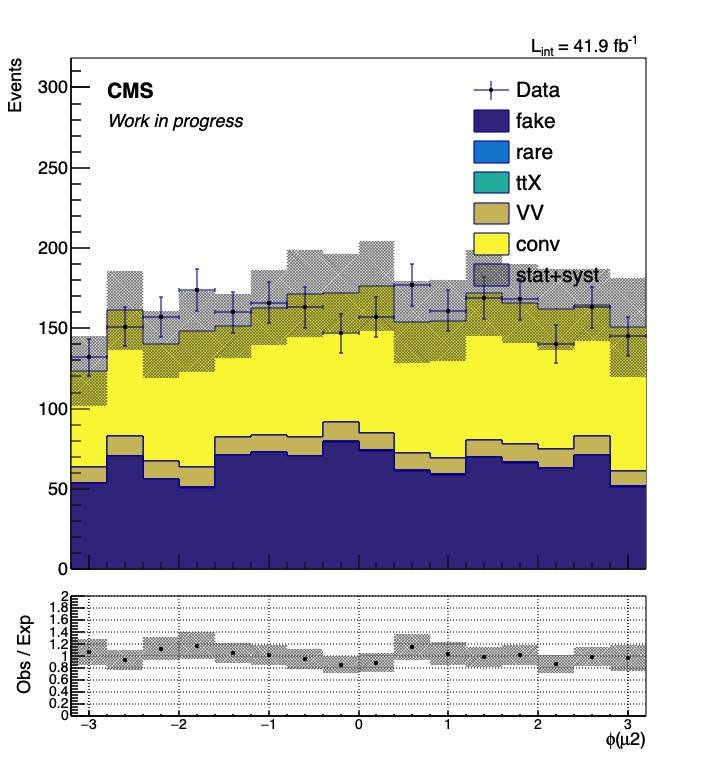 L_int = 41.9 fb⁻¹
Events
300
250
200
150
100
50
0
CMS
Work in progress
Data
fake
rare
ttX
VV
conv
stat+syst
Obs / Exp
2
1.8
1.6
1.4
1.2
1
0.8
0.6
0.4
0.2
0
−3
−2
−1
0
1
2
3
ϕ(μ2)